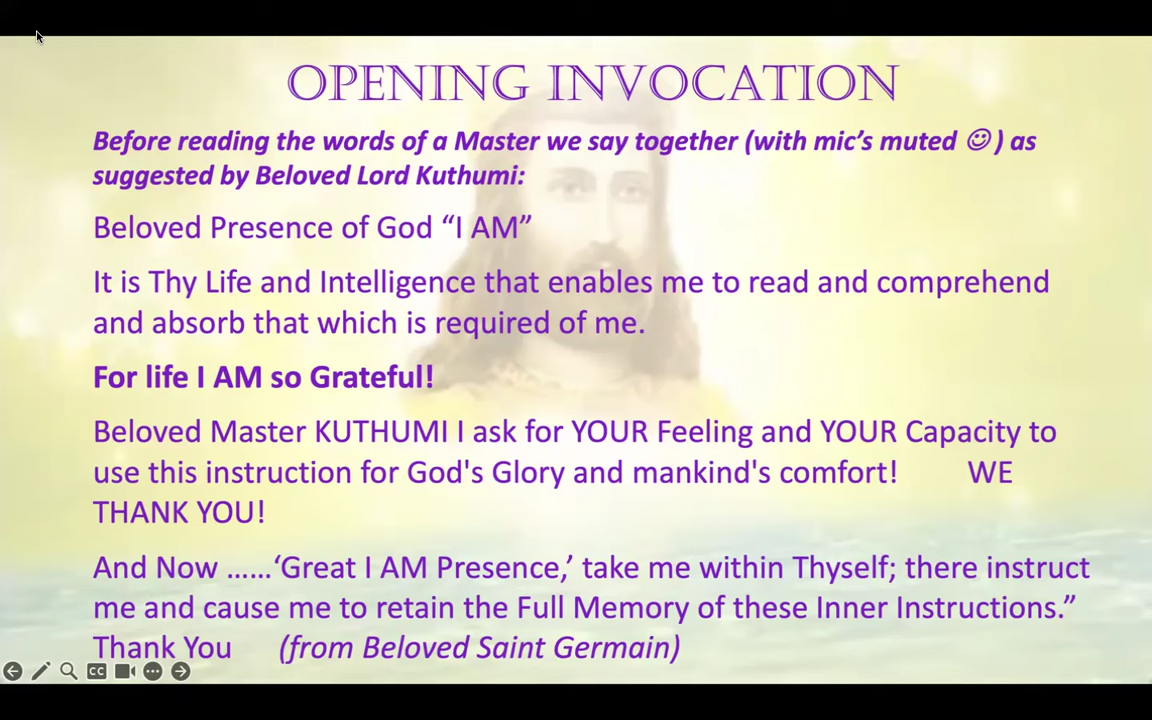 OPENING INVOCATION
Before reading the words of a Master we say together (with mic's muted ☺ ) as
suggested by Beloved Lord Kuthumi:
Beloved Presence of God “I AM”
It is Thy Life and Intelligence that enables me to read and comprehend
and absorb that which is required of me.
For life I AM so Grateful!
Beloved Master KUTHUMI I ask for YOUR Feeling and YOUR Capacity to
use this instruction for God's Glory and mankind's comfort! WE
THANK YOU!
And Now ......‘Great I AM Presence,’ take me within Thyself; there instruct
me and cause me to retain the Full Memory of these Inner Instructions.”
Thank You (from Beloved Saint Germain)
CC